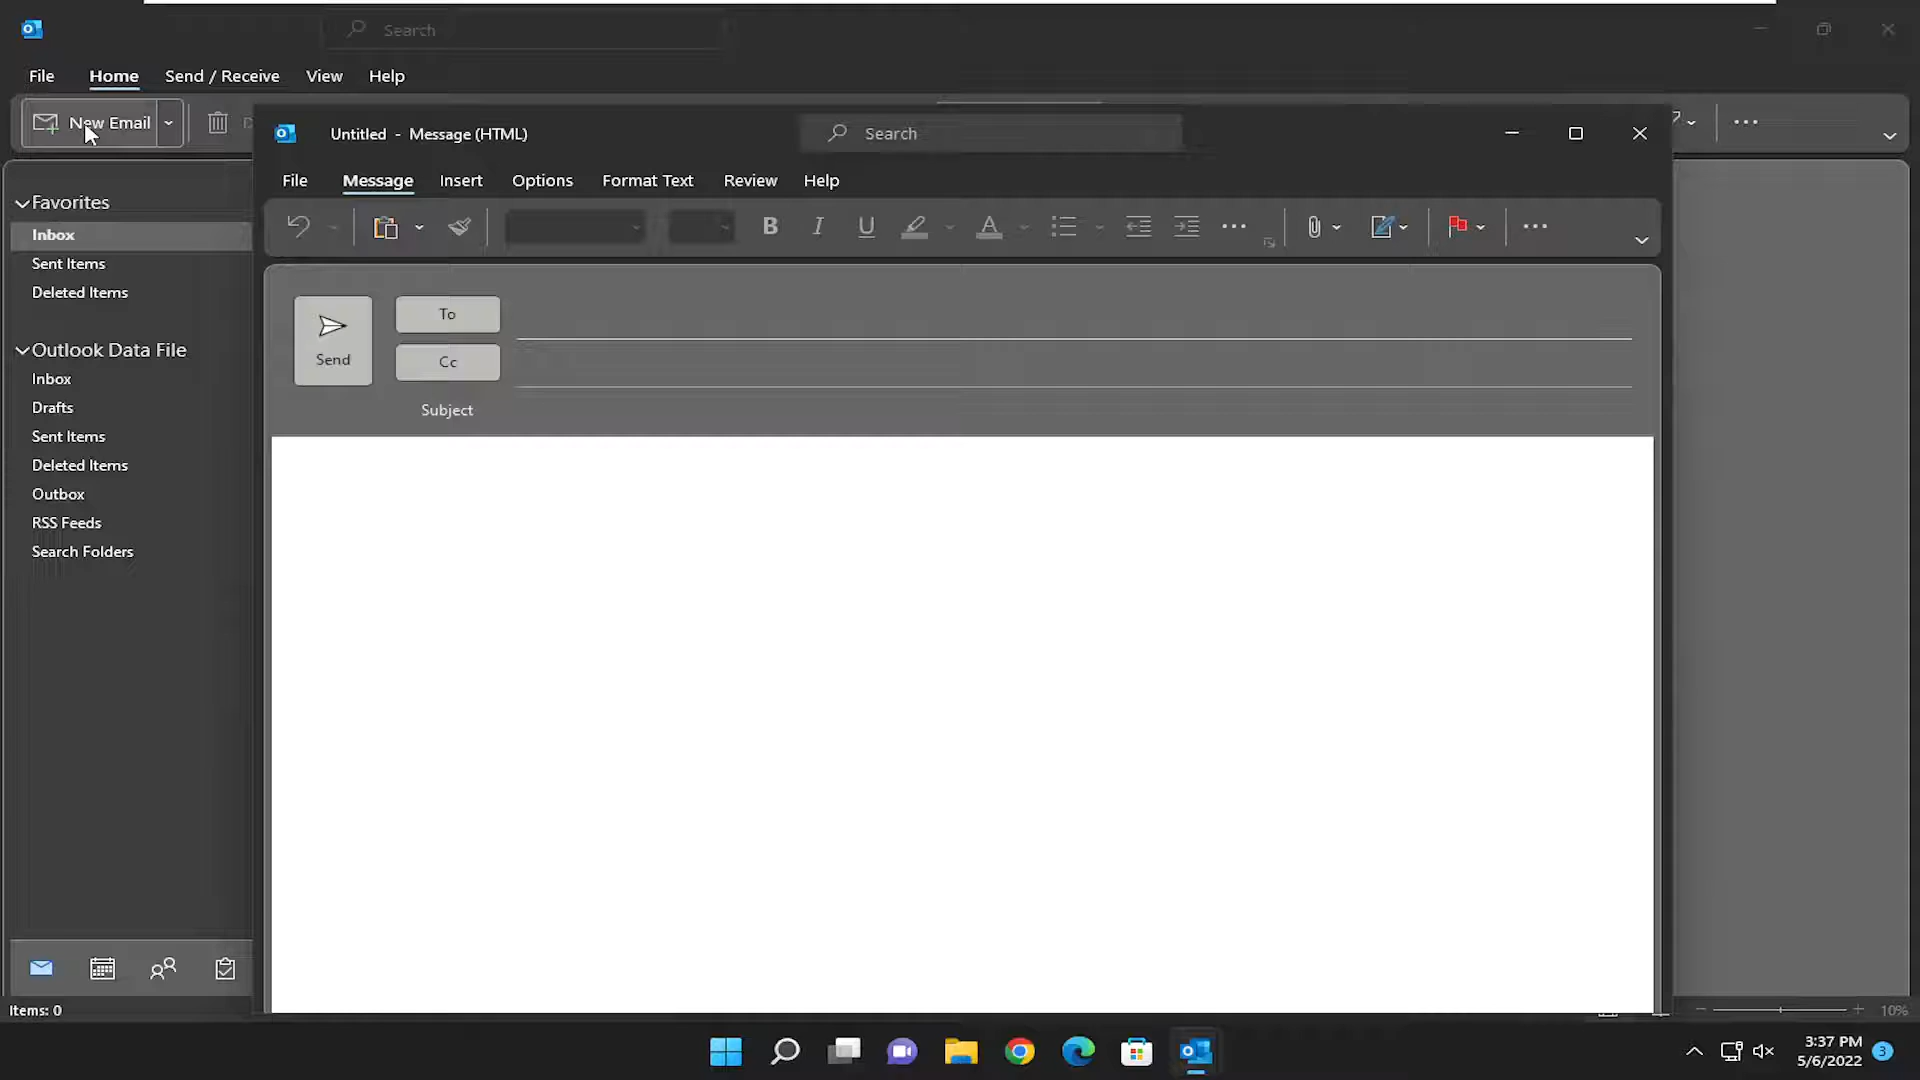 Search
File Home Send / Receive View Help
New Email
Untitled - Message (HTML)
Search
File Message Insert Options Format Text Review Help
B I U A
Favorites
Inbox
Sent Items
Deleted Items
Outlook Data File
Inbox
Drafts
Sent Items
Deleted Items
Outbox
RSS Feeds
Search Folders
Send
To
Cc
Subject
Items: 0
10%
3:37 PM
5/6/2022
3